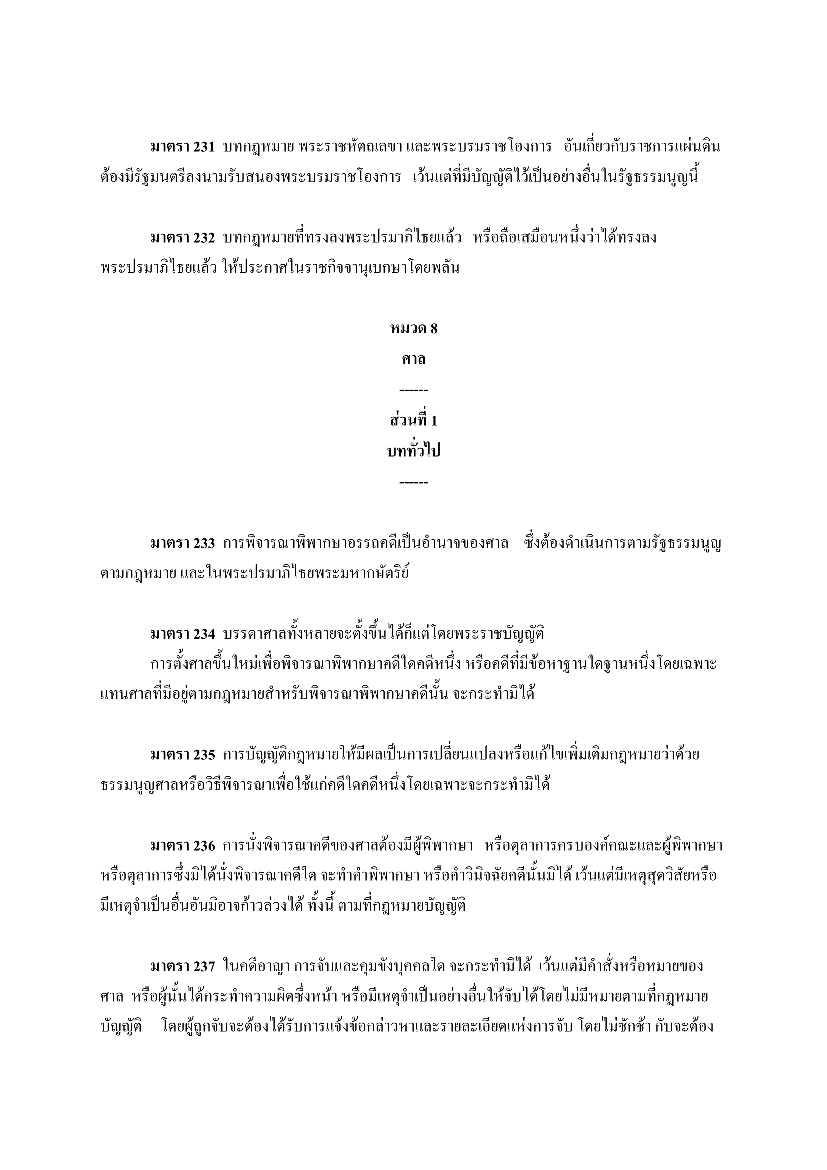 มาตรา 231 บทกฎหมาย พระราชหัตถเลขา และพระบรมราชโองการ อันเกี่ยวกับราชการแผ่นดิน
ต้องมีรัฐมนตรีลงนามรับสนองพระบรมราชโองการ เว้นแต่ที่มีบัญญัติไว้เป็นอย่างอื่นในรัฐธรรมนูญนี้
มาตรา 232 บทกฎหมายที่ทรงลงพระปรมาภิไธยแล้ว หรือถือเสมือนหนึ่งว่าได้ทรงลง
พระปรมาภิไธยแล้ว ให้ประกาศในราชกิจจานุเบกษาโดยพลัน
หมวด 8
ศาล
------
ส่วนที่ 1
บททั่วไป
------
มาตรา 233 การพิจารณาพิพากษาอรรถคดีเป็นอำนาจของศาล ซึ่งต้องดำเนินการตามรัฐธรรมนูญ
ตามกฎหมาย และในพระปรมาภิไธยพระมหากษัตริย์
มาตรา 234 บรรดาศาลทั้งหลายจะตั้งขึ้นได้ก็แต่โดยพระราชบัญญัติ
การตั้งศาลขึ้นใหม่เพื่อพิจารณาพิพากษาคดีใดคดีหนึ่ง หรือคดีที่มีข้อหาฐานใดฐานหนึ่งโดยเฉพาะ
แทนศาลที่มีอยู่ตามกฎหมายสำหรับพิจารณาพิพากษาคดีนั้น จะกระทำมิได้
มาตรา 235 การบัญญัติกฎหมายให้มีผลเป็นการเปลี่ยนแปลงหรือแก้ไขเพิ่มเติมกฎหมายว่าด้วย
ธรรมนูญศาลหรือวิธีพิจารณาเพื่อใช้แก่คดีใดคดีหนึ่งโดยเฉพาะจะกระทำมิได้
มาตรา 236 การนั่งพิจารณาคดีของศาลต้องมีผู้พิพากษา หรือตุลาการครบองค์คณะและผู้พิพากษา
หรือตุลาการซึ่งมิได้นั่งพิจารณาคดีใด จะทำคำพิพากษา หรือคำวินิจฉัยคดีนั้นมิได้ เว้นแต่มีเหตุสุดวิสัยหรือ
มีเหตุจำเป็นอื่นอันมิอาจก้าวล่วงได้ ทั้งนี้ ตามที่กฎหมายบัญญัติ
มาตรา 237 ในคดีอาญา การจับและคุมขังบุคคลใด จะกระทำมิได้ เว้นแต่มีคำสั่งหรือหมายของ
ศาล หรือผู้นั้นได้กระทำความผิดซึ่งหน้า หรือมีเหตุจำเป็นอย่างอื่นให้จับได้โดยไม่มีหมายตามที่กฎหมาย
บัญญัติ โดยผู้ถูกจับจะต้องได้รับการแจ้งข้อกล่าวหาและรายละเอียดแห่งการจับ โดยไม่ชักช้า กับจะต้อง